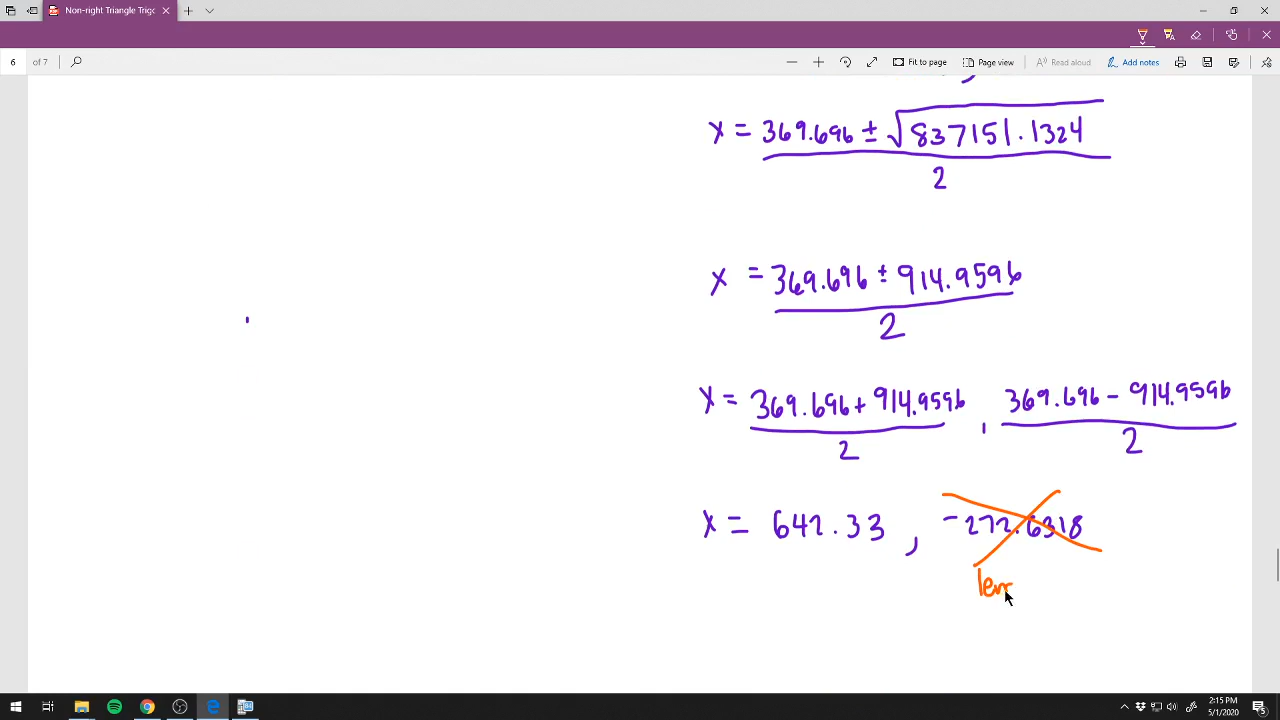 Non-right Triangle Trigo
6 of 7
Fit to page
Page view
Read aloud
Add notes
x = 369.696 ± √837151.1324
2
x = 369.696 ± 914.9596
2
x = 369.696 + 914.9596 , 369.696 - 914.9596
2 2
x = 642.33 , -272.6318
len
2:15 PM
5/1/2020